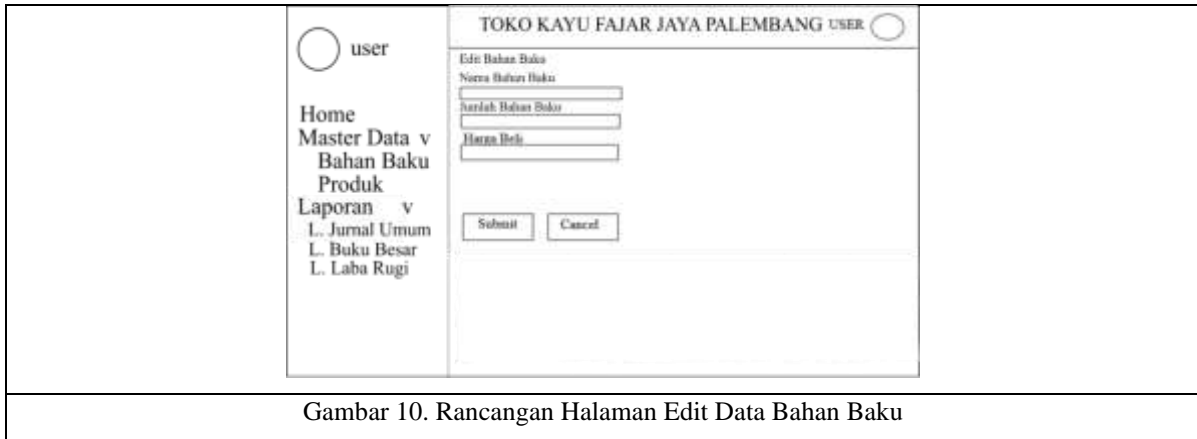 user
Home
Master Data v
Bahan Baku
Produk
Laporan v
L. Jurnal Umum
L. Buku Besar
L. Laba Rugi
TOKO KAYU FAJAR JAYA PALEMBANG USER
Edit Bahan Baku
Nama Bahan Baku
Jumlah Bahan Baku
Harga Beli
Submit
Cancel
Gambar 10. Rancangan Halaman Edit Data Bahan Baku